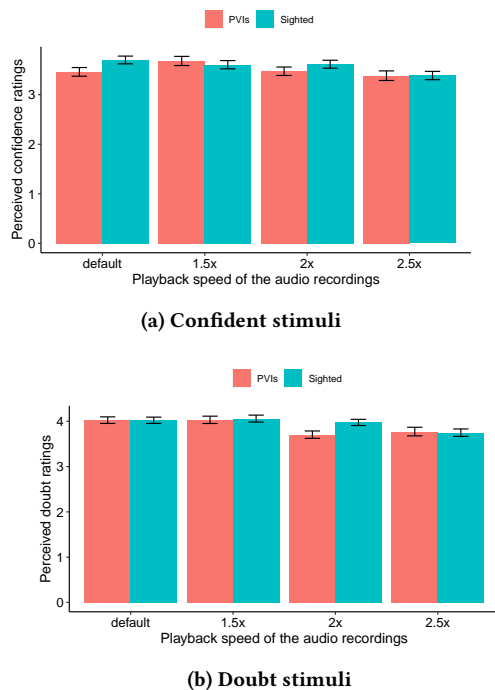 PVIs Sighted
Perceived confidence ratings
3
2
1
0
default 1.5x 2x 2.5x
Playback speed of the audio recordings
(a) Confident stimuli
PVIs Sighted
Perceived doubt ratings
4
3
2
1
0
default 1.5x 2x 2.5x
Playback speed of the audio recordings
(b) Doubt stimuli